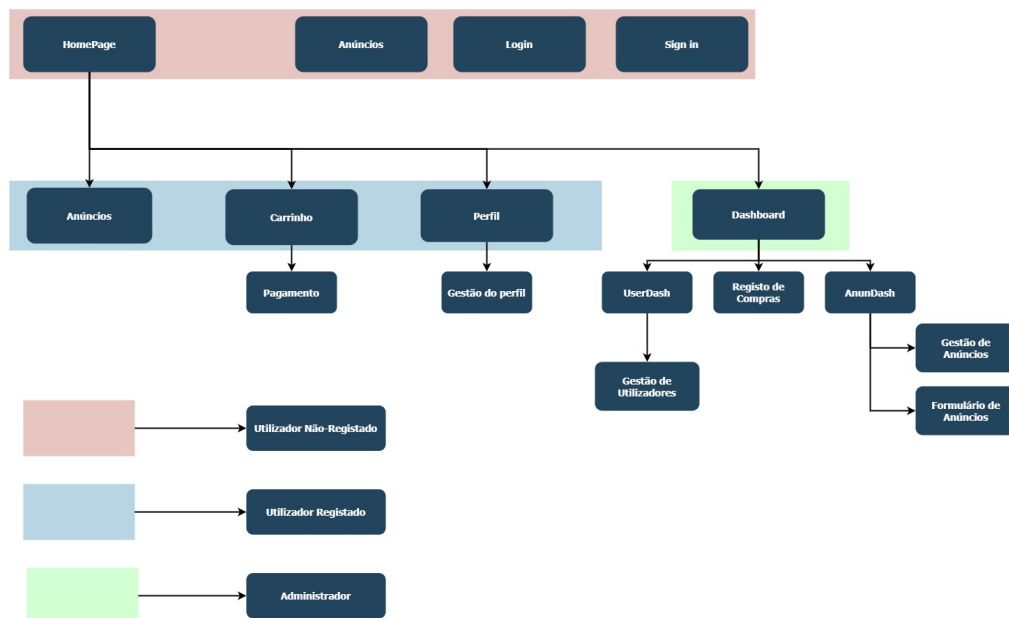 HomePage
Anúncios
Login
Sign in
Anúncios
Carrinho
Perfil
Dashboard
Pagamento
Gestão do perfil
UserDash
Registo de
Compras
AnunDash
Gestão de
Anúncios
Gestão de
Utilizadores
Formulário de
Anúncios
Utilizador Não-Registado
Utilizador Registado
Administrador